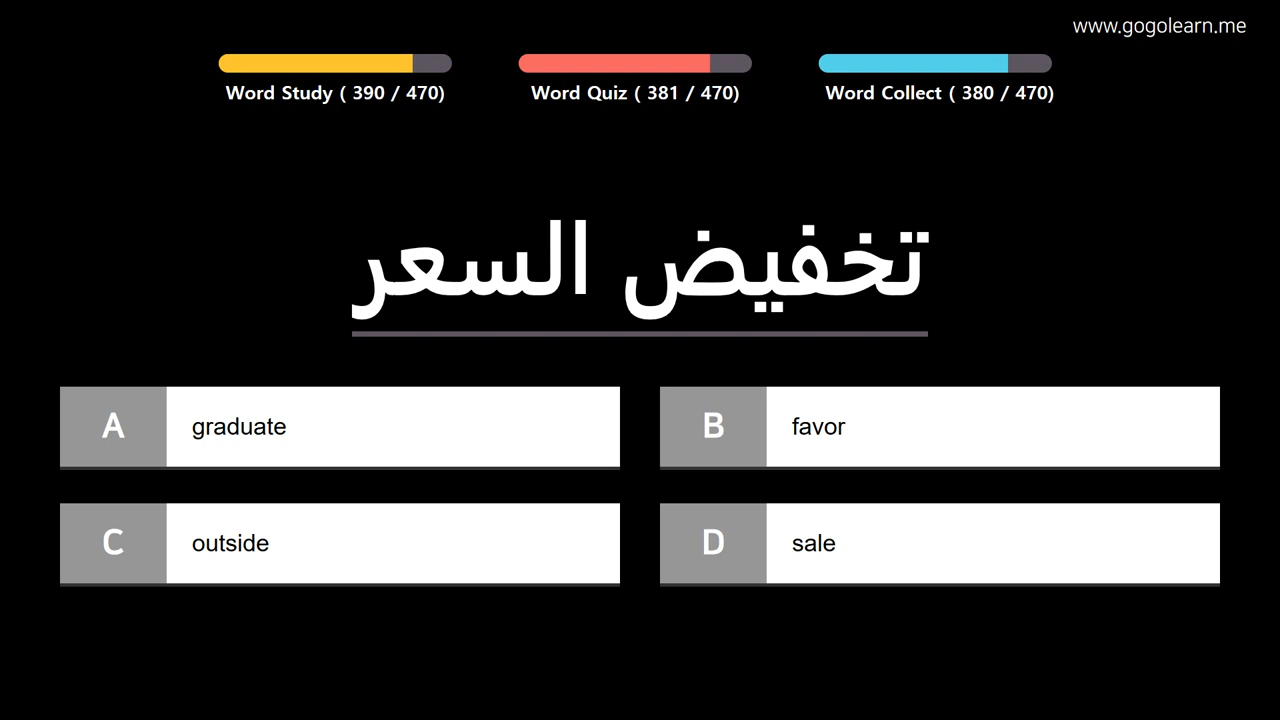 www.gogolearn.me
Word Study ( 390 / 470)
Word Quiz ( 381 / 470)
Word Collect ( 380 / 470)
تخفيض السعر
A graduate
B favor
C outside
D sale